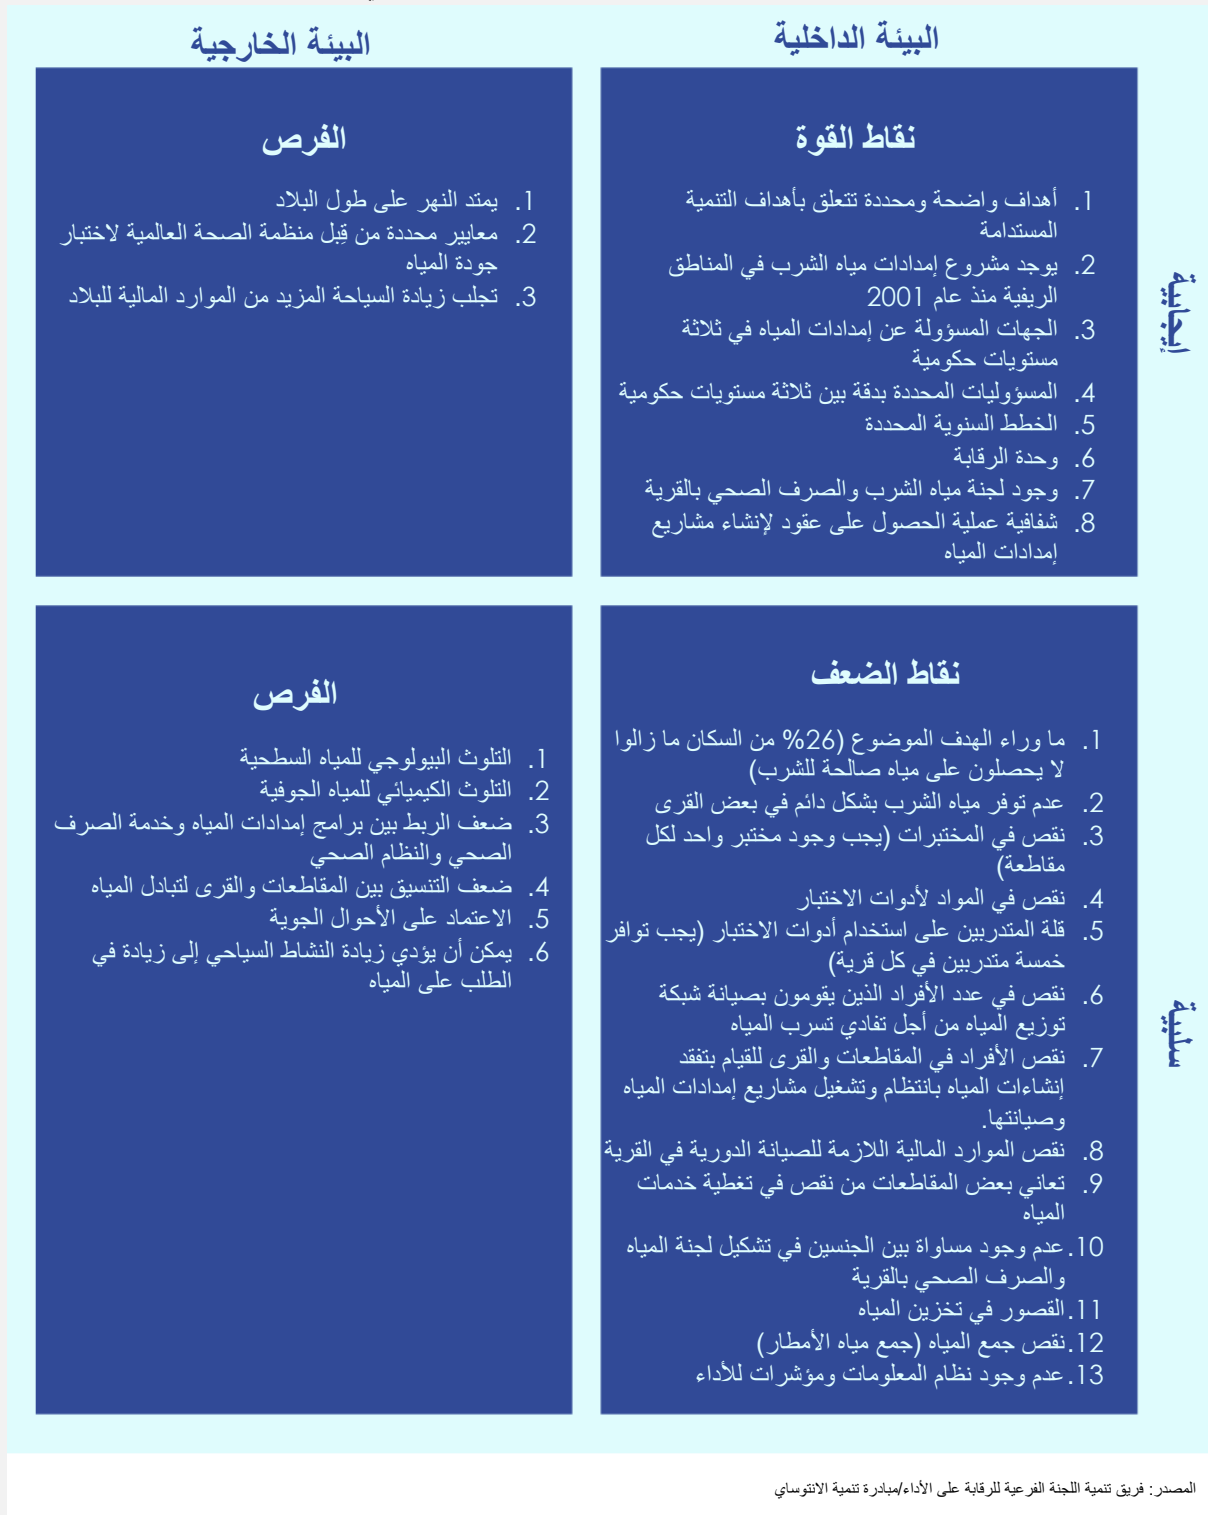 البيئة الداخلية
البيئة الخارجية
إيجابية
نقاط القوة
1. أهداف واضحة ومحددة تتعلق بأهداف التنمية
المستدامة
2. يوجد مشروع إمدادات مياه الشرب في المناطق
الريفية منذ عام 2001
3. الجهات المسؤولة عن إمدادات المياه في ثلاثة
مستويات حكومية
4. المسؤوليات المحددة بدقة بين ثلاثة مستويات حكومية
5. الخطط السنوية المحددة
6. وحدة الرقابة
7. وجود لجنة مياه الشرب والصرف الصحي بالقرية
8. شفافية عملية الحصول على عقود لإنشاء مشاريع
إمدادات المياه
الفرص
1. يمتد النهر على طول البلاد
2. معايير محددة من قِبل منظمة الصحة العالمية لاختبار
جودة المياه
3. تجلب زيادة السياحة المزيد من الموارد المالية للبلاد
سلبية
نقاط الضعف
1. ما وراء الهدف الموضوع (26% من السكان ما زالوا
لا يحصلون على مياه صالحة للشرب)
2. عدم توفر مياه الشرب بشكل دائم في بعض القرى
3. نقص في المختبرات (يجب وجود مختبر واحد لكل
مقاطعة)
4. نقص في المواد لأدوات الاختبار
5. قلة المتدربين على استخدام أدوات الاختبار (يجب توافر
خمسة متدربين في كل قرية)
6. نقص في عدد الأفراد الذين يقومون بصيانة شبكة
توزيع المياه من أجل تفادي تسرب المياه
7. نقص الأفراد في المقاطعات والقرى للقيام بتفقد
إنشاءات المياه بانتظام وتشغيل مشاريع إمدادات المياه
وصيانتها.
8. نقص الموارد المالية اللازمة للصيانة الدورية في القرية
9. تعاني بعض المقاطعات من نقص في تغطية خدمات
المياه
10. عدم وجود مساواة بين الجنسين في تشكيل لجنة المياه
والصرف الصحي بالقرية
11. القصور في تخزين المياه
12. نقص جمع المياه (جمع مياه الأمطار)
13. عدم وجود نظام المعلومات ومؤشرات للأداء
الفرص
1. التلوث البيولوجي للمياه السطحية
2. التلوث الكيميائي للمياه الجوفية
3. ضعف الربط بين برامج إمدادات المياه وخدمة الصرف
الصحي والنظام الصحي
4. ضعف التنسيق بين المقاطعات والقرى لتبادل المياه
5. الاعتماد على الأحوال الجوية
6. يمكن أن يؤدي زيادة النشاط السياحي إلى زيادة في
الطلب على المياه
المصدر: فريق تنمية اللجنة الفرعية للرقابة على الأداء/مبادرة تنمية الانتوساي